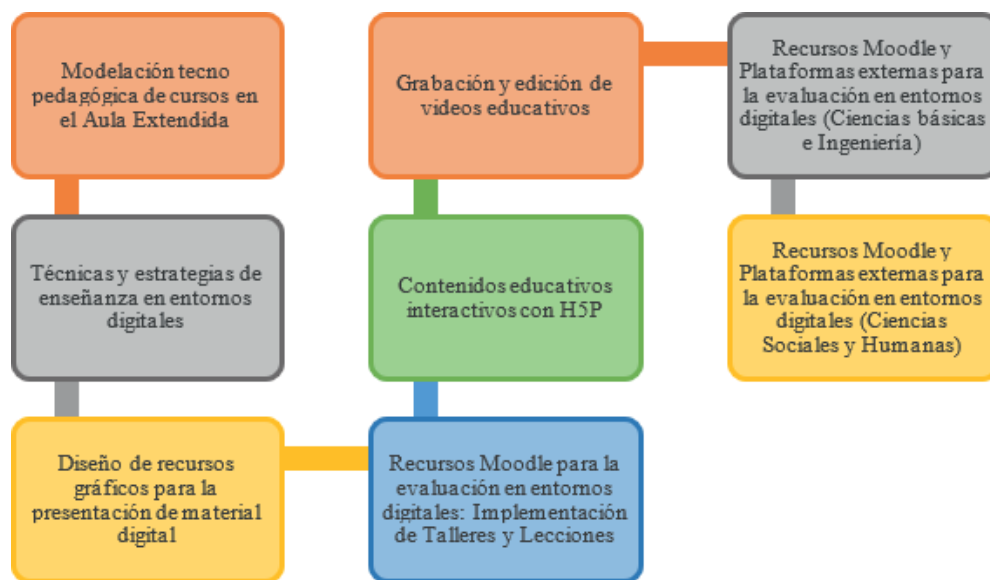 Modelación tecno
pedagógica de cursos en
el Aula Extendida
Técnicas y estrategias de
enseñanza en entornos
digitales
Diseño de recursos
gráficos para la
presentación de material
digital
Recursos Moodle para la
evaluación en entornos
digitales: Implementación
de Talleres y Lecciones
Contenidos educativos
interactivos con H5P
Grabación y edición de
videos educativos
Recursos Moodle y
Plataformas externas para
la evaluación en entornos
digitales (Ciencias básicas
e Ingeniería)
Recursos Moodle y
Plataformas externas para
la evaluación en entornos
digitales (Ciencias
Sociales y Humanas)